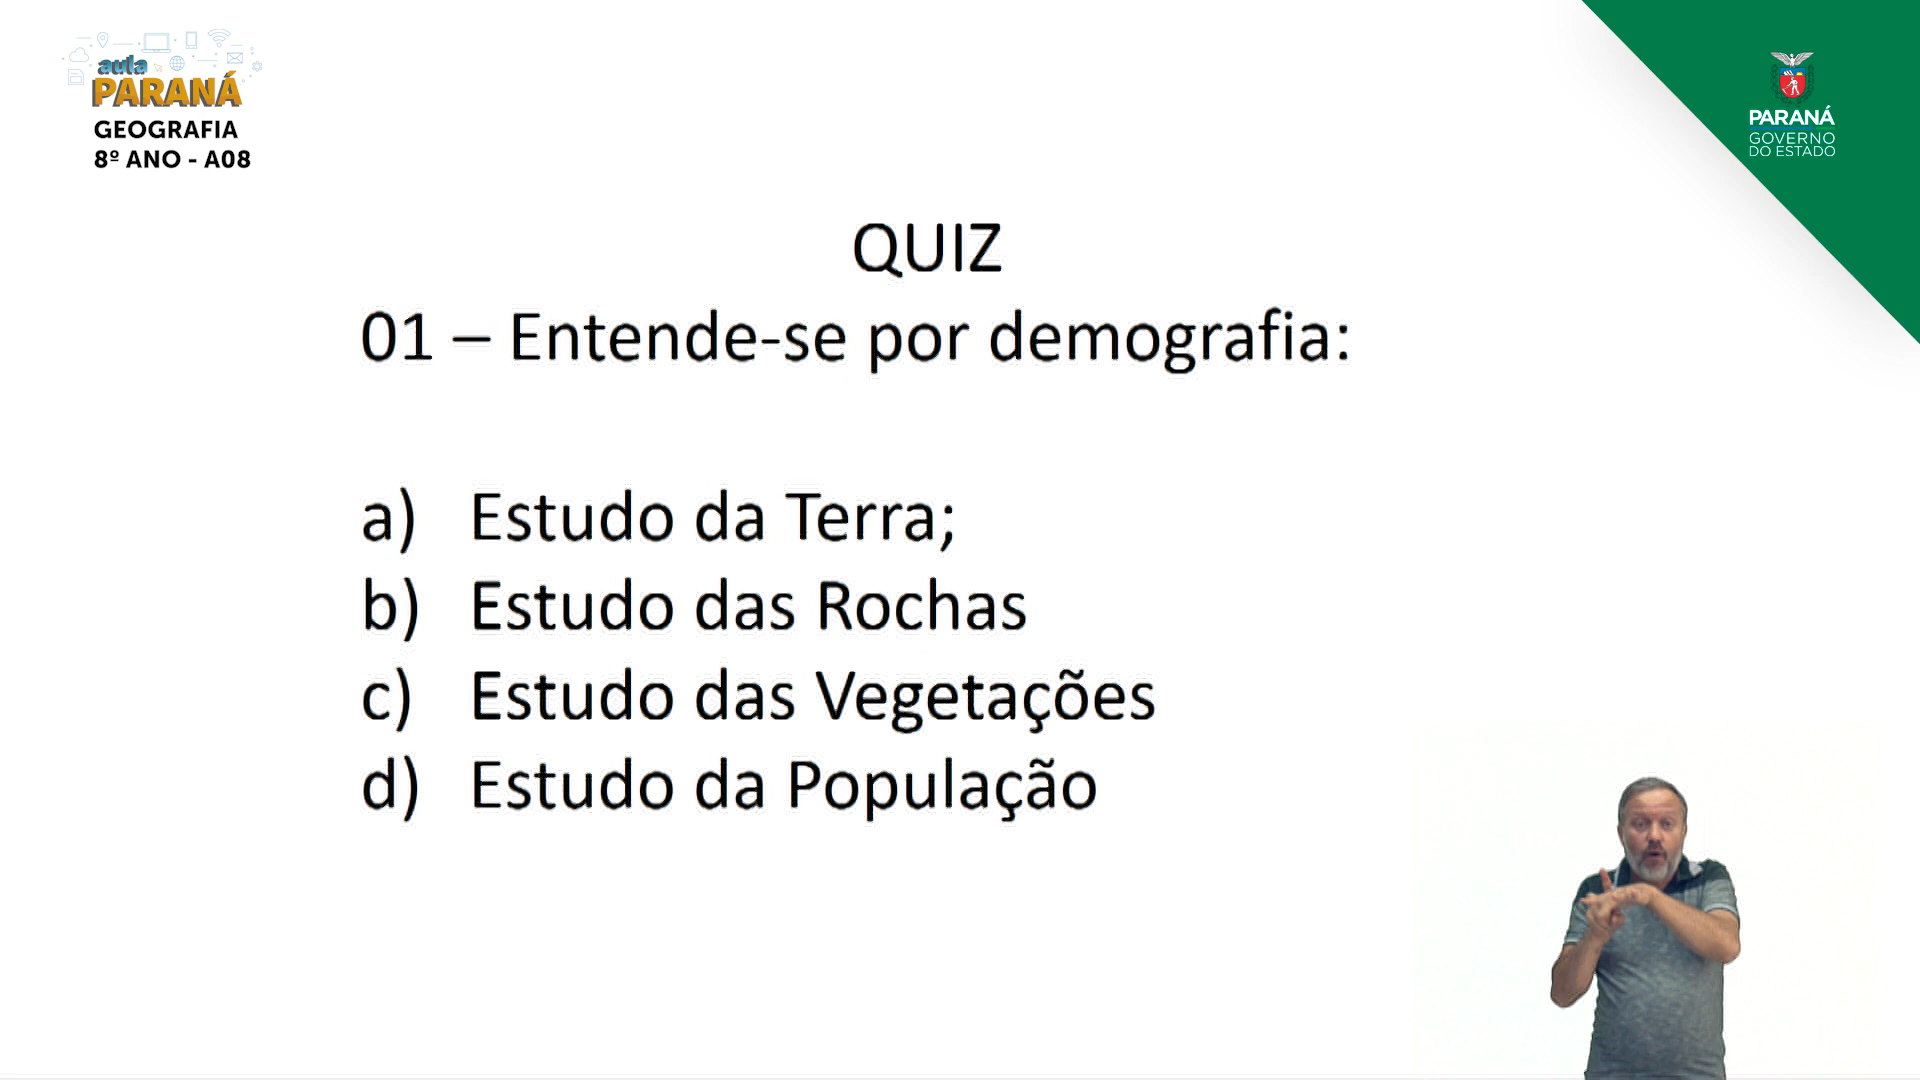 aula
PARANÁ
GEOGRAFIA
8º ANO - A08
PARANÁ
GOVERNO
DO ESTADO
QUIZ
01 – Entende-se por demografia:
a) Estudo da Terra;
b) Estudo das Rochas
c) Estudo das Vegetações
d) Estudo da População